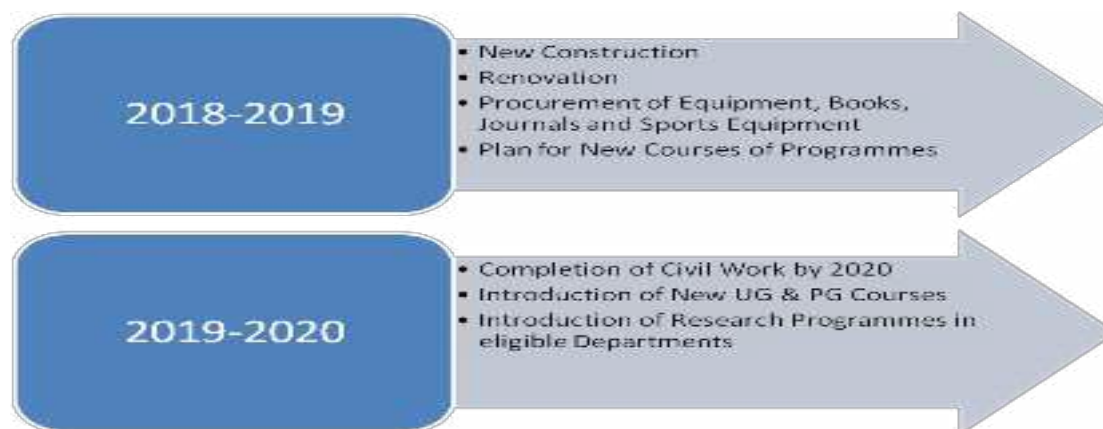 2018-2019
• New Construction
• Renovation
• Procurement of Equipment, Books,
Journals and Sports Equipment
• Plan for New Courses of Programmes
2019-2020
• Completion of Civil Work by 2020
• Introduction of New UG & PG Courses
• Introduction of Research Programmes in
eligible Departments